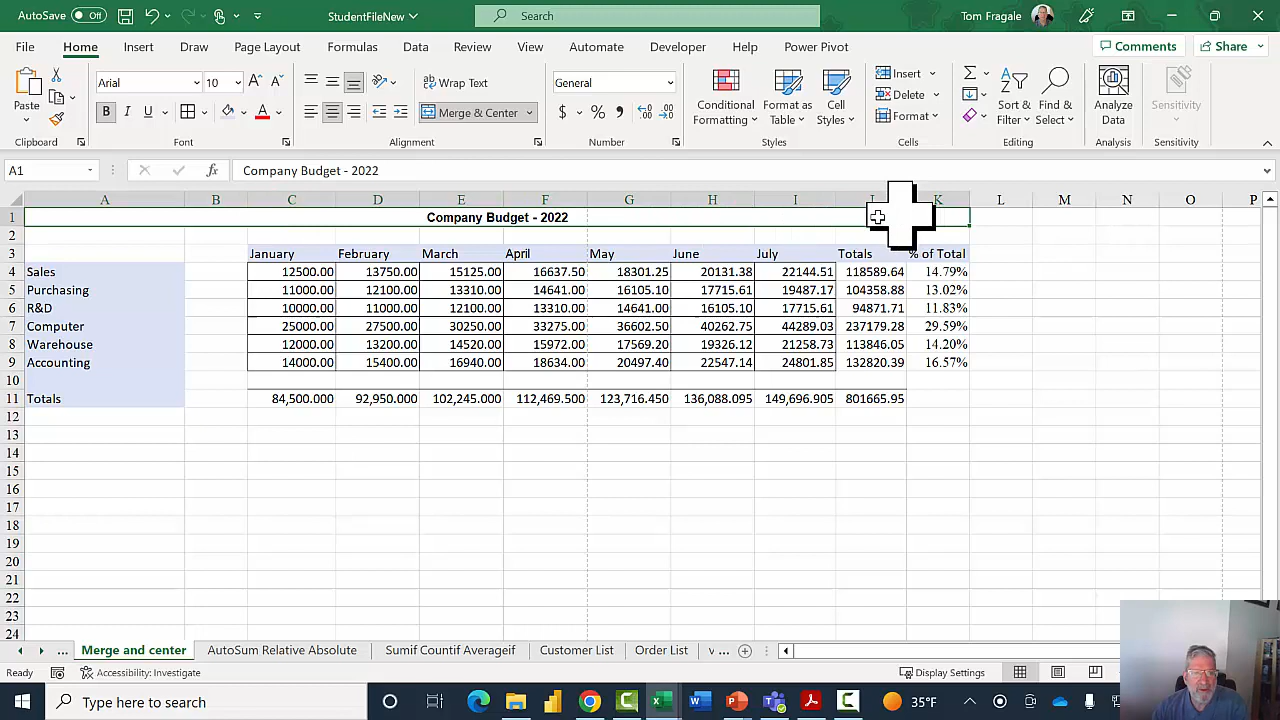 AutoSave Off StudentFileNew Search Tom Fragale
File Home Insert Draw Page Layout Formulas Data Review View Automate Developer Help Power Pivot Comments Share
Paste Arial 10 Wrap Text General Conditional Formatting Format as Table Cell Styles Insert Sort & Filter Find & Select Analyze Data Sensitivity
B I U A Merge & Center $ % Delete
Format
Clipboard Font Alignment Number Styles Cells Editing Analysis Sensitivity
A1 fx Company Budget - 2022
A B C D E F G H I J K L M N O P
1 Company Budget - 2022
2
3 January February March April May June July Totals % of Total
4 Sales 12500.00 13750.00 15125.00 16637.50 18301.25 20131.38 22144.51 118589.64 14.79%
5 Purchasing 11000.00 12100.00 13310.00 14641.00 16105.10 17715.61 19487.17 104358.88 13.02%
6 R&D 10000.00 11000.00 12100.00 13310.00 14641.00 16105.10 17715.61 94871.71 11.83%
7 Computer 25000.00 27500.00 30250.00 33275.00 36602.50 40262.75 44289.03 237179.28 29.59%
8 Warehouse 12000.00 13200.00 14520.00 15972.00 17569.20 19326.12 21258.73 113846.05 14.20%
9 Accounting 14000.00 15400.00 16940.00 18634.00 20497.40 22547.14 24801.85 132820.39 16.57%
10
11 Totals 84,500.000 92,950.000 102,245.000 112,469.500 123,716.450 136,088.095 149,696.905 801665.95
12
13
14
15
16
17
18
19
20
21
22
23
24
... Merge and center AutoSum Relative Absolute Sumif Countif Averageif Customer List Order List v ...
Ready Accessibility: Investigate Display Settings
Type here to search 35°F